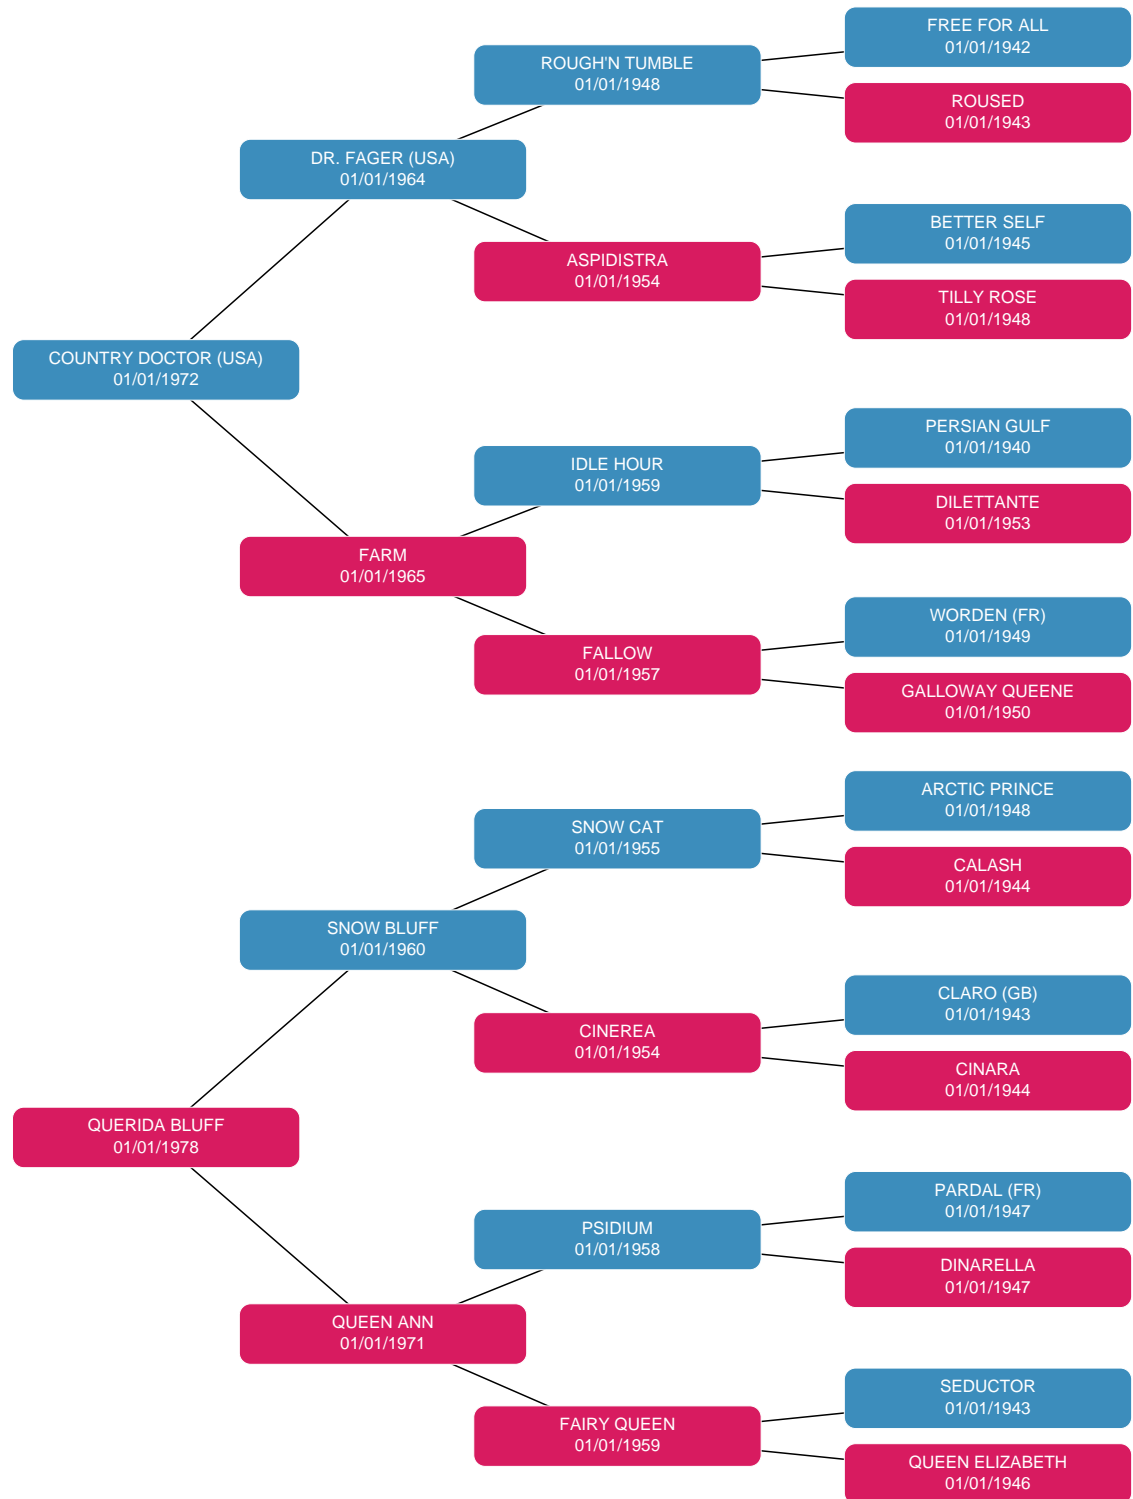 FREE FOR ALL
01/01/1942
ROUGH'N TUMBLE
01/01/1948
ROUSED
01/01/1943
DR. FAGER (USA)
01/01/1964
BETTER SELF
01/01/1945
ASPIDISTRA
01/01/1954
TILLY ROSE
01/01/1948
COUNTRY DOCTOR (USA)
01/01/1972
PERSIAN GULF
01/01/1940
IDLE HOUR
01/01/1959
DILETTANTE
01/01/1953
FARM
01/01/1965
WORDEN (FR)
01/01/1949
FALLOW
01/01/1957
GALLOWAY QUEENE
01/01/1950
ARCTIC PRINCE
01/01/1948
SNOW CAT
01/01/1955
CALASH
01/01/1944
SNOW BLUFF
01/01/1960
CLARO (GB)
01/01/1943
CINEREA
01/01/1954
CINARA
01/01/1944
QUERIDA BLUFF
01/01/1978
PARDAL (FR)
01/01/1947
PSIDIUM
01/01/1958
DINARELLA
01/01/1947
QUEEN ANN
01/01/1971
SEDUCTOR
01/01/1943
FAIRY QUEEN
01/01/1959
QUEEN ELIZABETH
01/01/1946